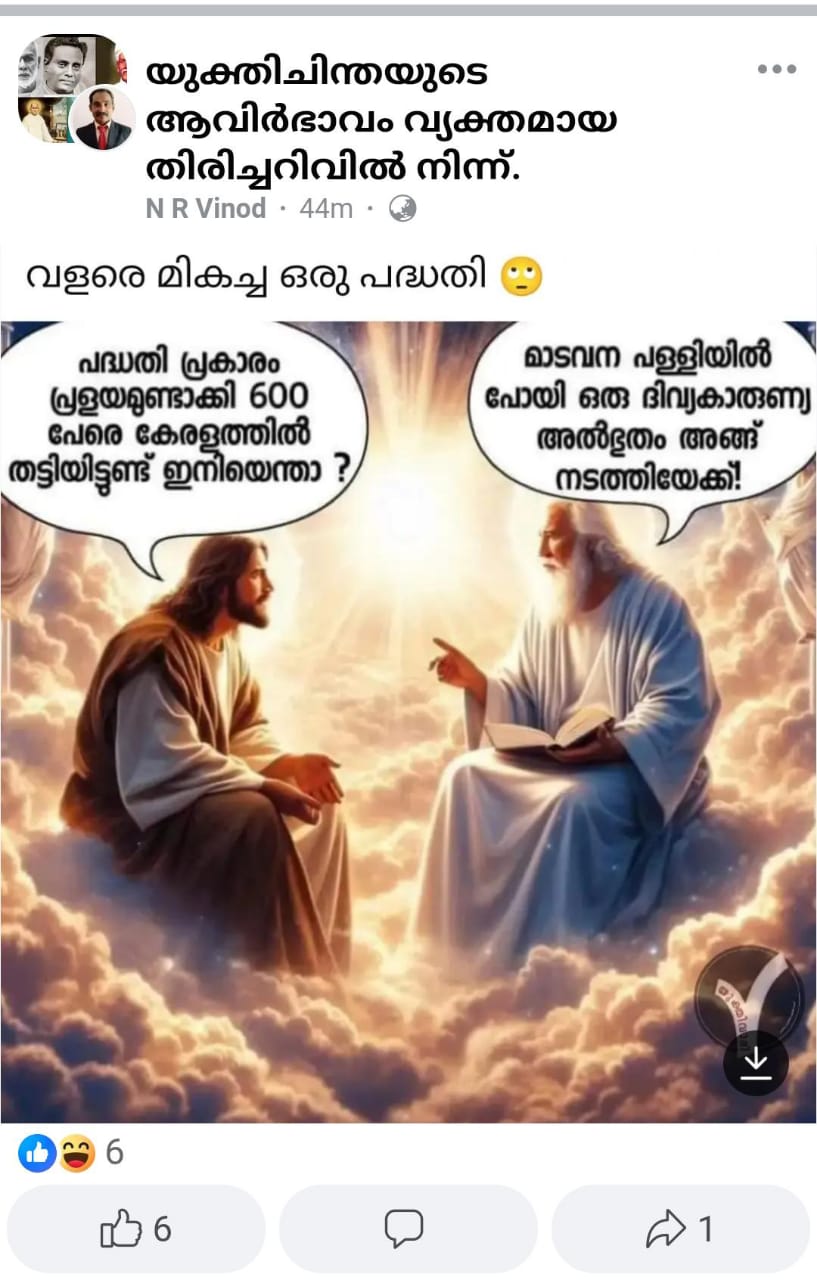 യുക്തിചിന്തയുടെ
ആവിർഭാവം വ്യക്തമായ
തിരിച്ചറിവിൽ നിന്ന്.
N R Vinod · 44m ·
വളരെ മികച്ച ഒരു പദ്ധതി 🙄
പദ്ധതി പ്രകാരം
പ്രളയമുണ്ടാക്കി 600
പേരെ കേരളത്തിൽ
തട്ടിയിട്ടുണ്ട് ഇനിയെന്താ ?
മാടവന പള്ളിയിൽ
പോയി ഒരു ദിവ്യകാരുണ്യ
അൽഭുതം അങ്ങ്
നടത്തിയേക്ക്!
6
6
1